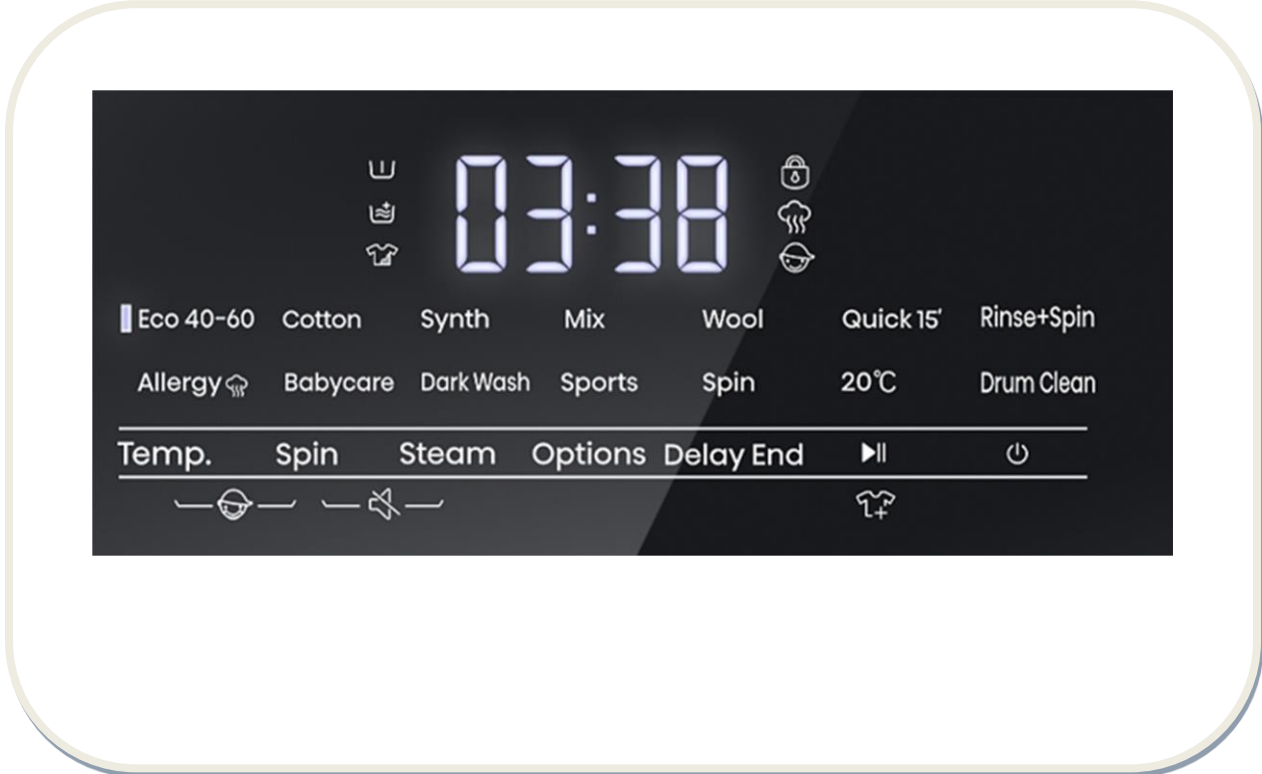 03:38
Eco 40-60 Cotton Synth Mix Wool Quick 15' Rinse+Spin
Allergy Babycare Dark Wash Sports Spin 20°C Drum Clean
Temp. Spin Steam Options Delay End